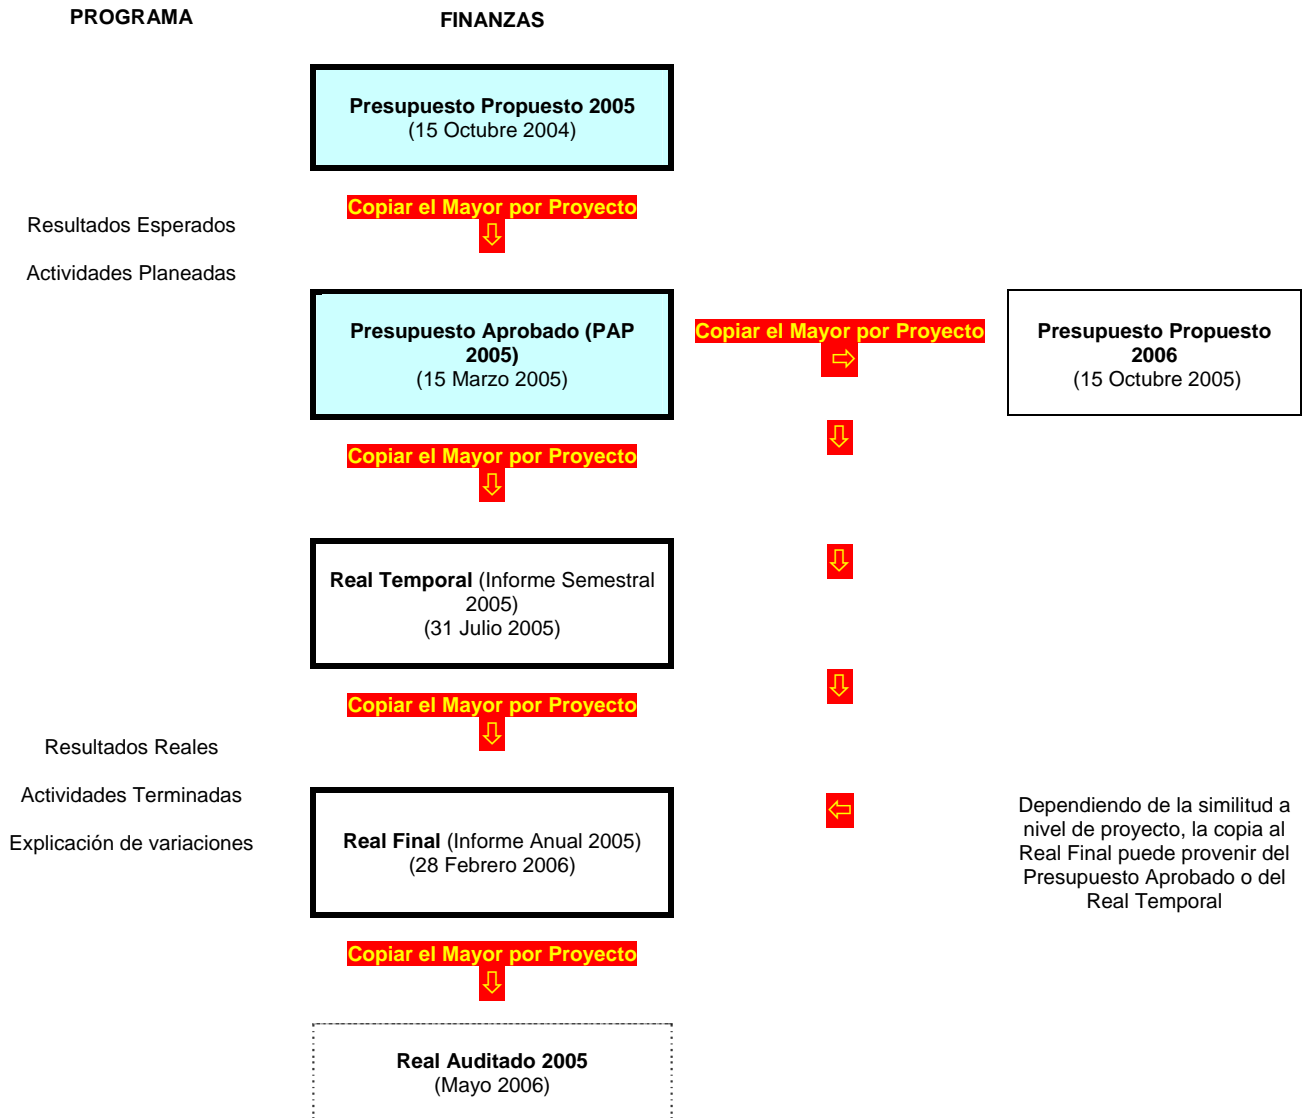 PROGRAMA
FINANZAS
Presupuesto Propuesto 2005
(15 Octubre 2004)
Copiar el Mayor por Proyecto
⇩
Resultados Esperados
Actividades Planeadas
Presupuesto Aprobado (PAP
2005)
(15 Marzo 2005)
Copiar el Mayor por Proyecto
⇨
Presupuesto Propuesto
2006
(15 Octubre 2005)
⇩
Copiar el Mayor por Proyecto
⇩
Real Temporal (Informe Semestral
2005)
(31 Julio 2005)
⇩
⇩
Copiar el Mayor por Proyecto
⇩
Resultados Reales
Actividades Terminadas
Explicación de variaciones
Real Final (Informe Anual 2005)
(28 Febrero 2006)
⇦
Dependiendo de la similitud a
nivel de proyecto, la copia al
Real Final puede provenir del
Presupuesto Aprobado o del
Real Temporal
Copiar el Mayor por Proyecto
⇩
Real Auditado 2005
(Mayo 2006)